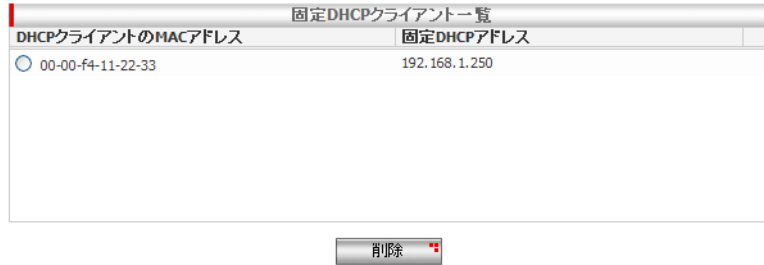 固定DHCPクライアント一覧
DHCPクライアントのMACアドレス 固定DHCPアドレス
00-00-f4-11-22-33 192.168.1.250
削除